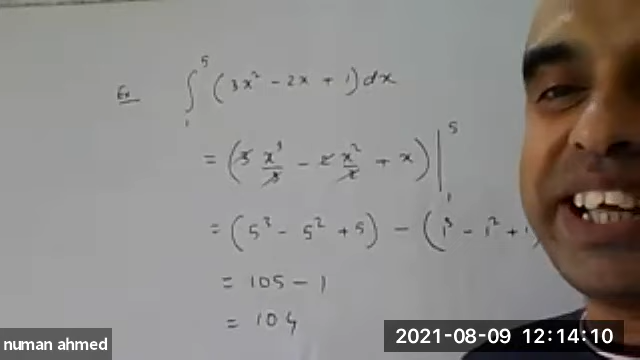 Ex ∫₁⁵ (3x² - 2x + 1) dx
= (3 x³/3 - 2 x²/2 + x) |₁⁵
= (5³ - 5² + 5) - (1³ - 1² + 1)
= 105 - 1
= 104
numan ahmed
2021-08-09 12:14:10